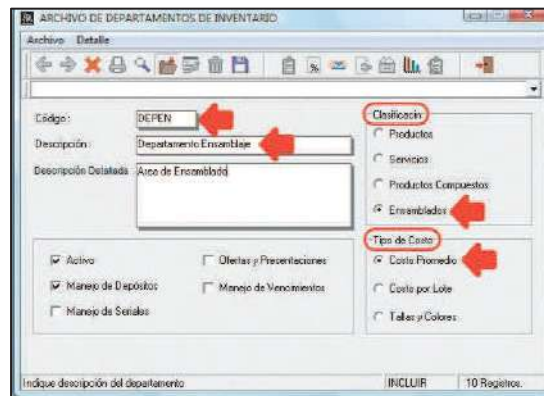 ARCHIVO DE DEPARTAMENTOS DE INVENTARIO
Archivo Detalle
Código: DEPEN
Descripción: Departamento Ensamblaje
Descripción Detallada Area de Ensamblado
Clasificacin
Productos
Servicios
Productos Compuestos
Ensamblados
Tipo de Costo
Costo Promedio
Costo por Lote
Tallas y Colores
Activo
Ofertas y Presentaciones
Manejo de Depósitos
Manejo de Vencimientos
Manejo de Seriales
Indique descripción del departamento INCLUIR 10 Registros.